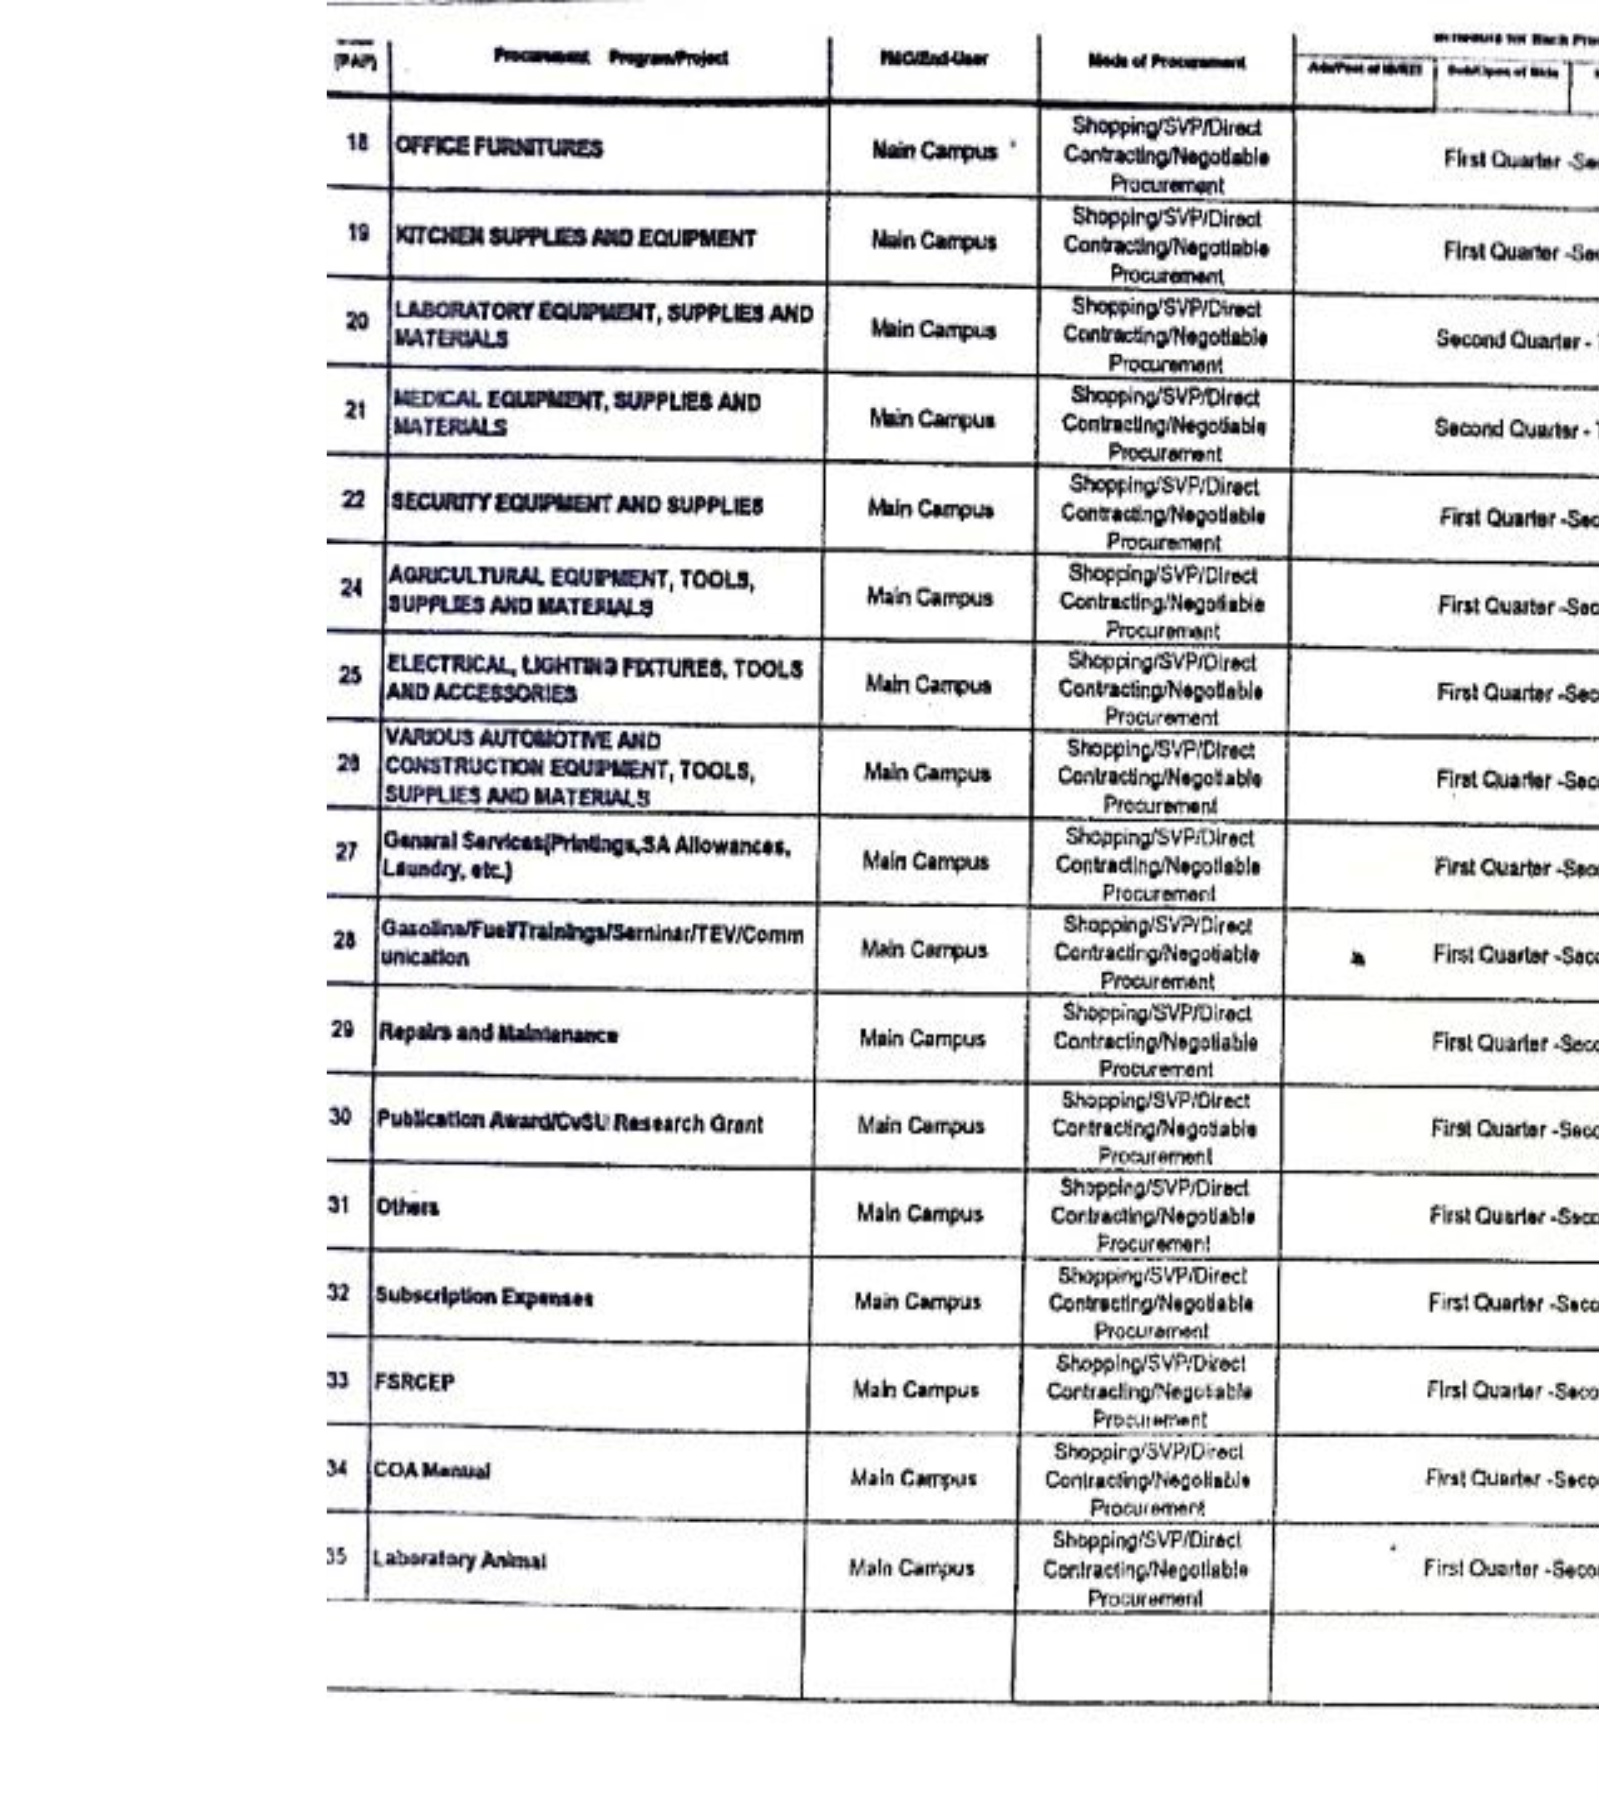 (PAP)
Procurement Program/Project
PMO/End-User
Mode of Procurement
Schedule for Each
Ads/Post of IB/REI
Sub/Open of Bids
18
OFFICE FURNITURES
Main Campus
Shopping/SVP/Direct
Contracting/Negotiable
Procurement
First Quarter -Se
19
KITCHEN SUPPLIES AND EQUIPMENT
Main Campus
Shopping/SVP/Direct
Contracting/Negotiable
Procurement
First Quarter -Se
20
LABORATORY EQUIPMENT, SUPPLIES AND
MATERIALS
Main Campus
Shopping/SVP/Direct
Contracting/Negotiable
Procurement
Second Quarter -
21
MEDICAL EQUIPMENT, SUPPLIES AND
MATERIALS
Main Campus
Shopping/SVP/Direct
Contracting/Negotiable
Procurement
Second Quarter -
22
SECURITY EQUIPMENT AND SUPPLIES
Main Campus
Shopping/SVP/Direct
Contracting/Negotiable
Procurement
First Quarter -Sec
24
AGRICULTURAL EQUIPMENT, TOOLS,
SUPPLIES AND MATERIALS
Main Campus
Shopping/SVP/Direct
Contracting/Negotiable
Procurement
First Quarter -Sec
25
ELECTRICAL, LIGHTING FIXTURES, TOOLS
AND ACCESSORIES
Main Campus
Shopping/SVP/Direct
Contracting/Negotiable
Procurement
First Quarter -Sec
26
VARIOUS AUTOMOTIVE AND
CONSTRUCTION EQUIPMENT, TOOLS,
SUPPLIES AND MATERIALS
Main Campus
Shopping/SVP/Direct
Contracting/Negotiable
Procurement
First Quarter -Sec
27
General Services(Printings,SA Allowances,
Laundry, etc.)
Main Campus
Shopping/SVP/Direct
Contracting/Negotiable
Procurement
First Quarter -Seco
28
Gasoline/Fuel/Trainings/Seminar/TEV/Comm
unication
Main Campus
Shopping/SVP/Direct
Contracting/Negotiable
Procurement
First Quarter -Seco
29
Repairs and Maintenance
Main Campus
Shopping/SVP/Direct
Contracting/Negotiable
Procurement
First Quarter -Seco
30
Publication Award/CvSU Research Grant
Main Campus
Shopping/SVP/Direct
Contracting/Negotiable
Procurement
First Quarter -Seco
31
Others
Main Campus
Shopping/SVP/Direct
Contracting/Negotiable
Procurement
First Quarter -Seco
32
Subscription Expenses
Main Campus
Shopping/SVP/Direct
Contracting/Negotiable
Procurement
First Quarter -Seco
33
FSRCEP
Main Campus
Shopping/SVP/Direct
Contracting/Negotiable
Procurement
First Quarter -Seco
34
COA Manual
Main Campus
Shopping/SVP/Direct
Contracting/Negotiable
Procurement
First Quarter -Seco
35
Laboratory Animal
Main Campus
Shopping/SVP/Direct
Contracting/Negotiable
Procurement
First Quarter -Seco